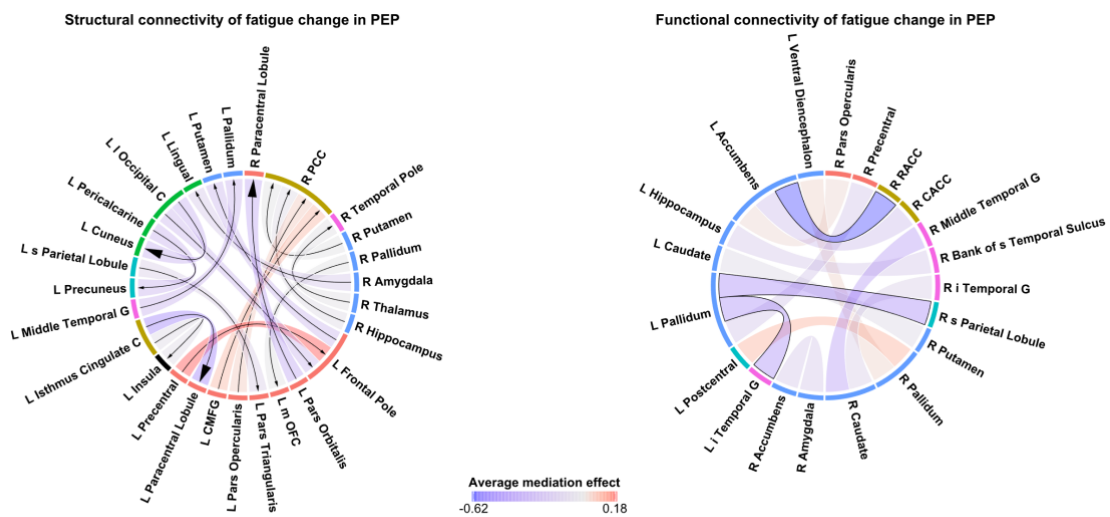 Structural connectivity of fatigue change in PEP
R Paracentral Lobule
R PCC
R Temporal Pole
R Putamen
R Pallidum
R Amygdala
R Thalamus
R Hippocampus
L Frontal Pole
L Pars Orbitalis
L m OFC
L Pars Triangularis
L Pars Opercularis
L CMFG
L Paracentral Lobule
L Precentral
L Insula
L Isthmus Cingulate C
L Middle Temporal G
L Precuneus
L s Parietal Lobule
L Cuneus
L Pericalcarine
L l Occipital C
L Lingual
L Putamen
L Pallidum
Functional connectivity of fatigue change in PEP
R Pars Opercularis
R Precentral
R RACC
R CACC
R Middle Temporal G
R Bank of s Temporal Sulcus
R i Temporal G
R s Parietal Lobule
R Putamen
R Pallidum
R Caudate
R Amygdala
R Accumbens
L i Temporal G
L Postcentral
L Pallidum
L Caudate
L Hippocampus
L Accumbens
L Ventral Diencephalon
Average mediation effect
-0.62
0.18